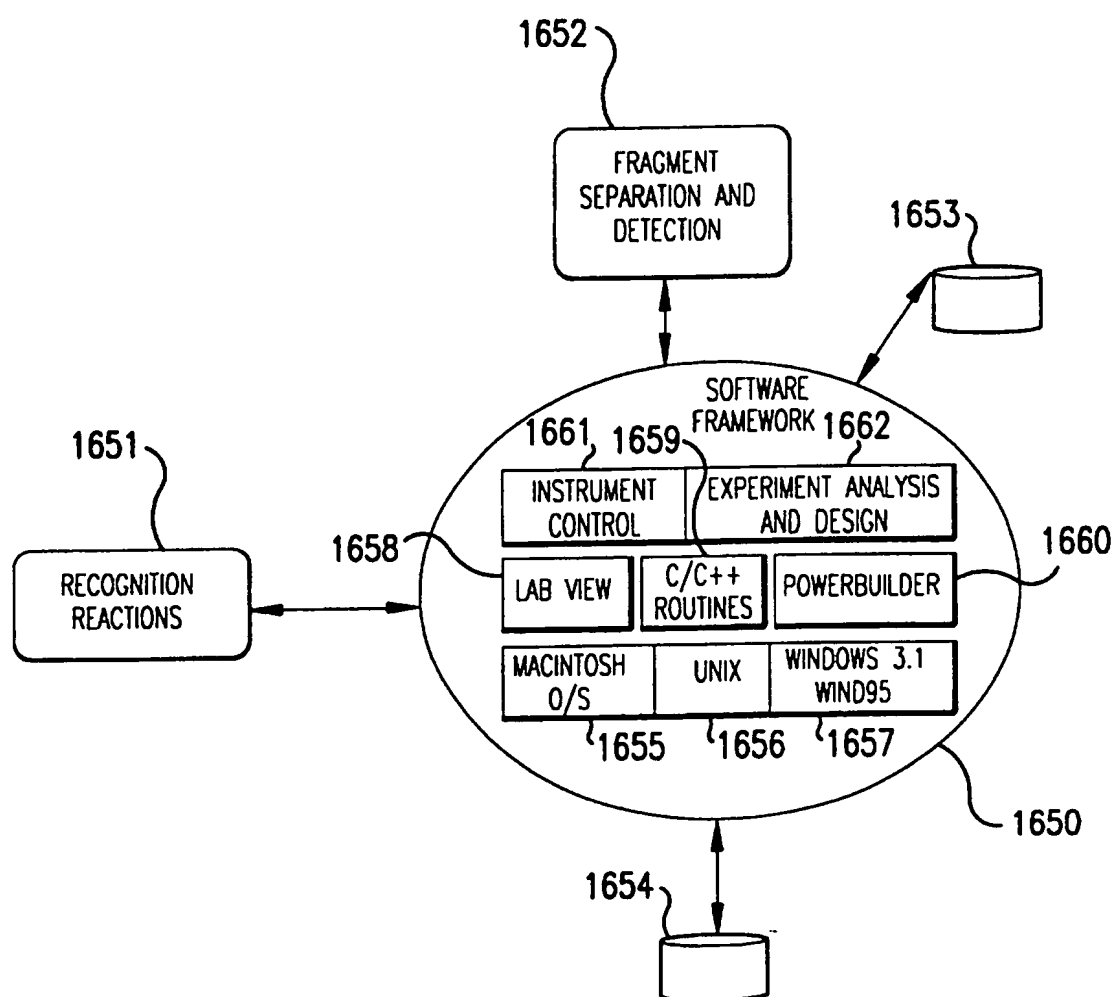 1652
FRAGMENT
SEPARATION AND
DETECTION
1653
SOFTWARE
FRAMEWORK
1661
1659
1662
1651
INSTRUMENT
CONTROL
EXPERIMENT ANALYSIS
AND DESIGN
1658
1660
RECOGNITION
REACTIONS
LAB VIEW
C/C++
ROUTINES
POWERBUILDER
MACINTOSH
O/S
UNIX
WINDOWS 3.1
WIND95
1655
1656
1657
1650
1654